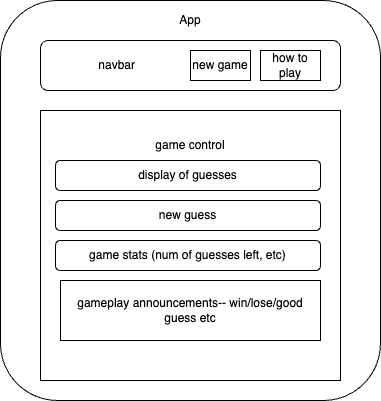 App
navbar
new game
how to
play
game control
display of guesses
new guess
game stats (num of guesses left, etc)
gameplay announcements-- win/lose/good
guess etc